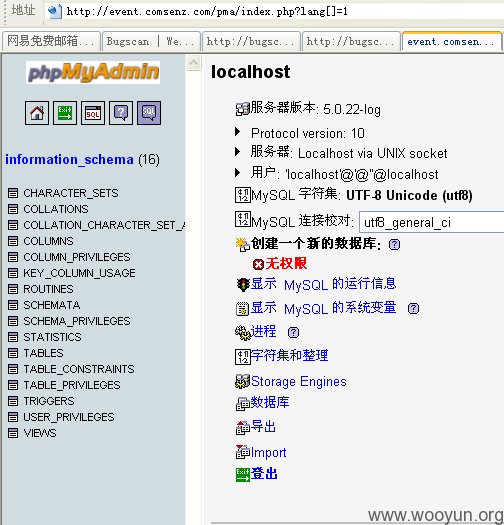 地址 http://event.comsenz.com/pma/index.php?lang[]=1
网易免费邮箱... Bugscan | We... http://bugsc... http://bugsc... event.comsen...
phpMyAdmin
SQL
information_schema (16)
CHARACTER_SETS
COLLATIONS
COLLATION_CHARACTER_SET_A
COLUMNS
COLUMN_PRIVILEGES
KEY_COLUMN_USAGE
ROUTINES
SCHEMATA
SCHEMA_PRIVILEGES
STATISTICS
TABLES
TABLE_CONSTRAINTS
TABLE_PRIVILEGES
TRIGGERS
USER_PRIVILEGES
VIEWS
localhost
服务器版本: 5.0.22-log
Protocol version: 10
服务器: Localhost via UNIX socket
用户: 'localhost'@'@"@localhost
MySQL 字符集: UTF-8 Unicode (utf8)
MySQL 连接校对: utf8_general_ci
创建一个新的数据库:
无权限
显示 MySQL 的运行信息
显示 MySQL 的系统变量
进程
字符集和整理
Storage Engines
数据库
导出
Import
登出
www.wooyun.org